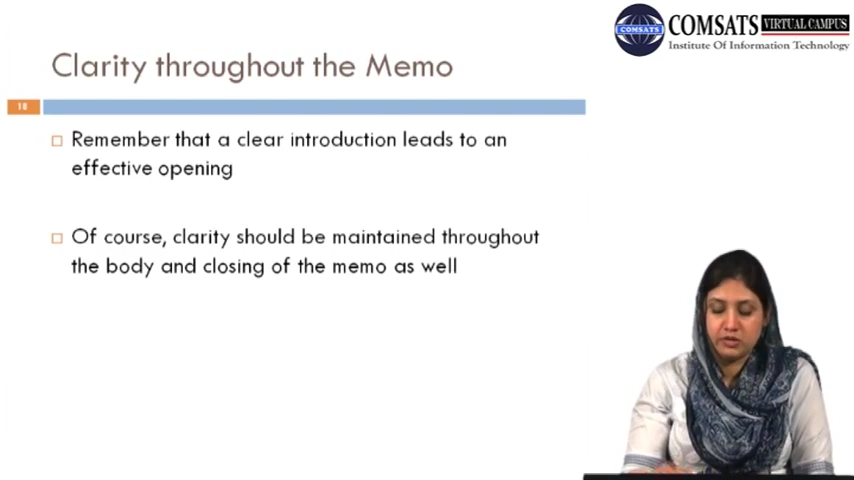 COMSATS VIRTUAL CAMPUS
COMSATS
Institute Of Information Technology
Clarity throughout the Memo
18
Remember that a clear introduction leads to an
effective opening
Of course, clarity should be maintained throughout
the body and closing of the memo as well